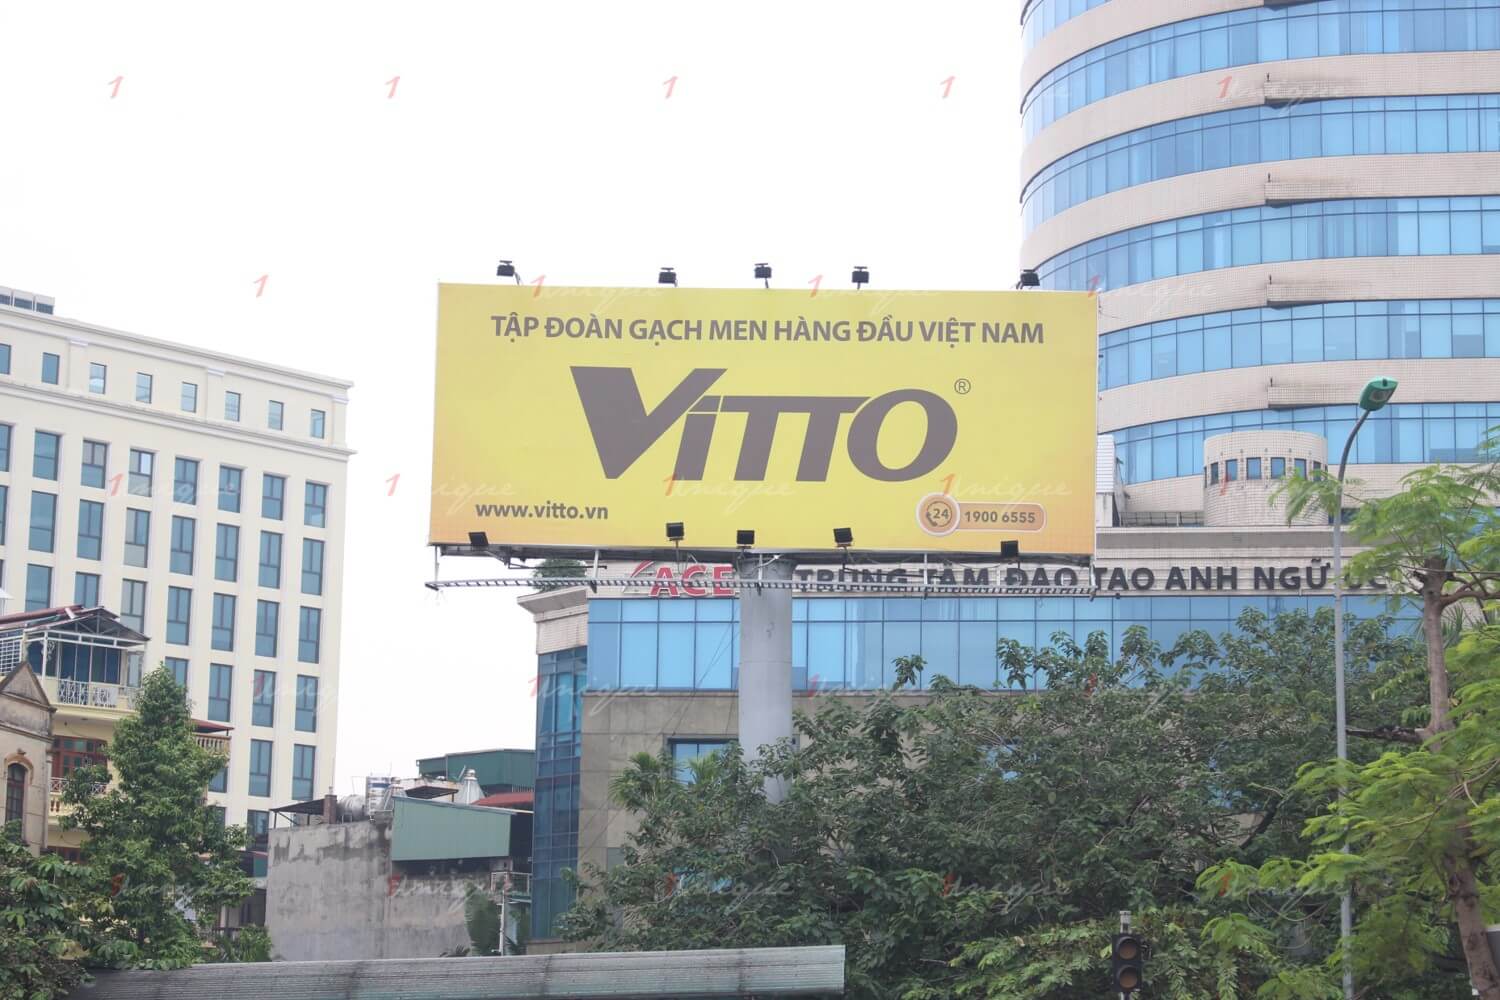 TẬP ĐOÀN GẠCH MEN HÀNG ĐẦU VIỆT NAM
VITTO®
www.vitto.vn
24 1900 6555
ACE TRUNG TÂM ĐÀO TẠO ANH NGỮ
1Unique